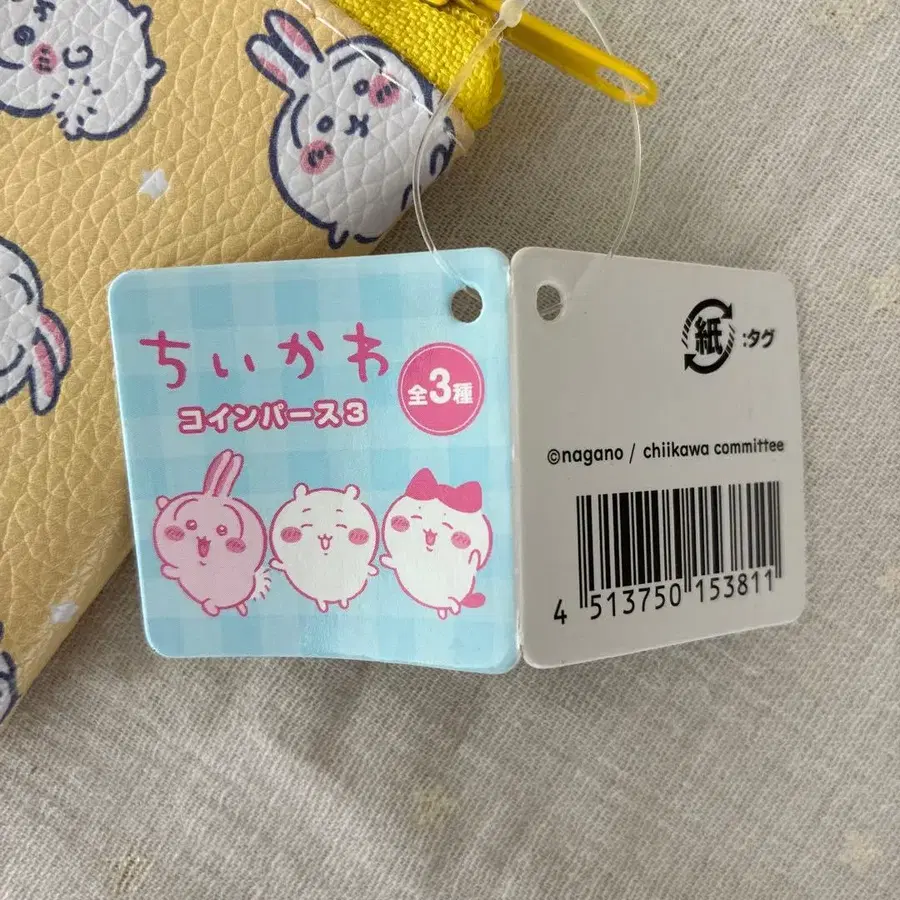 ちいかわ
コインパース3
全3種
紙:タグ
©nagano / chiikawa committee
4 513750 153811